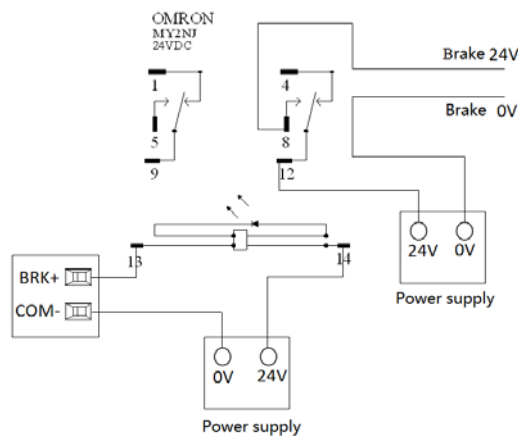 OMRON
MY2NJ
24VDC
Brake 24V
1
4
Brake 0V
5
8
9
12
24V 0V
Power supply
13
14
BRK+
COM-
0V 24V
Power supply